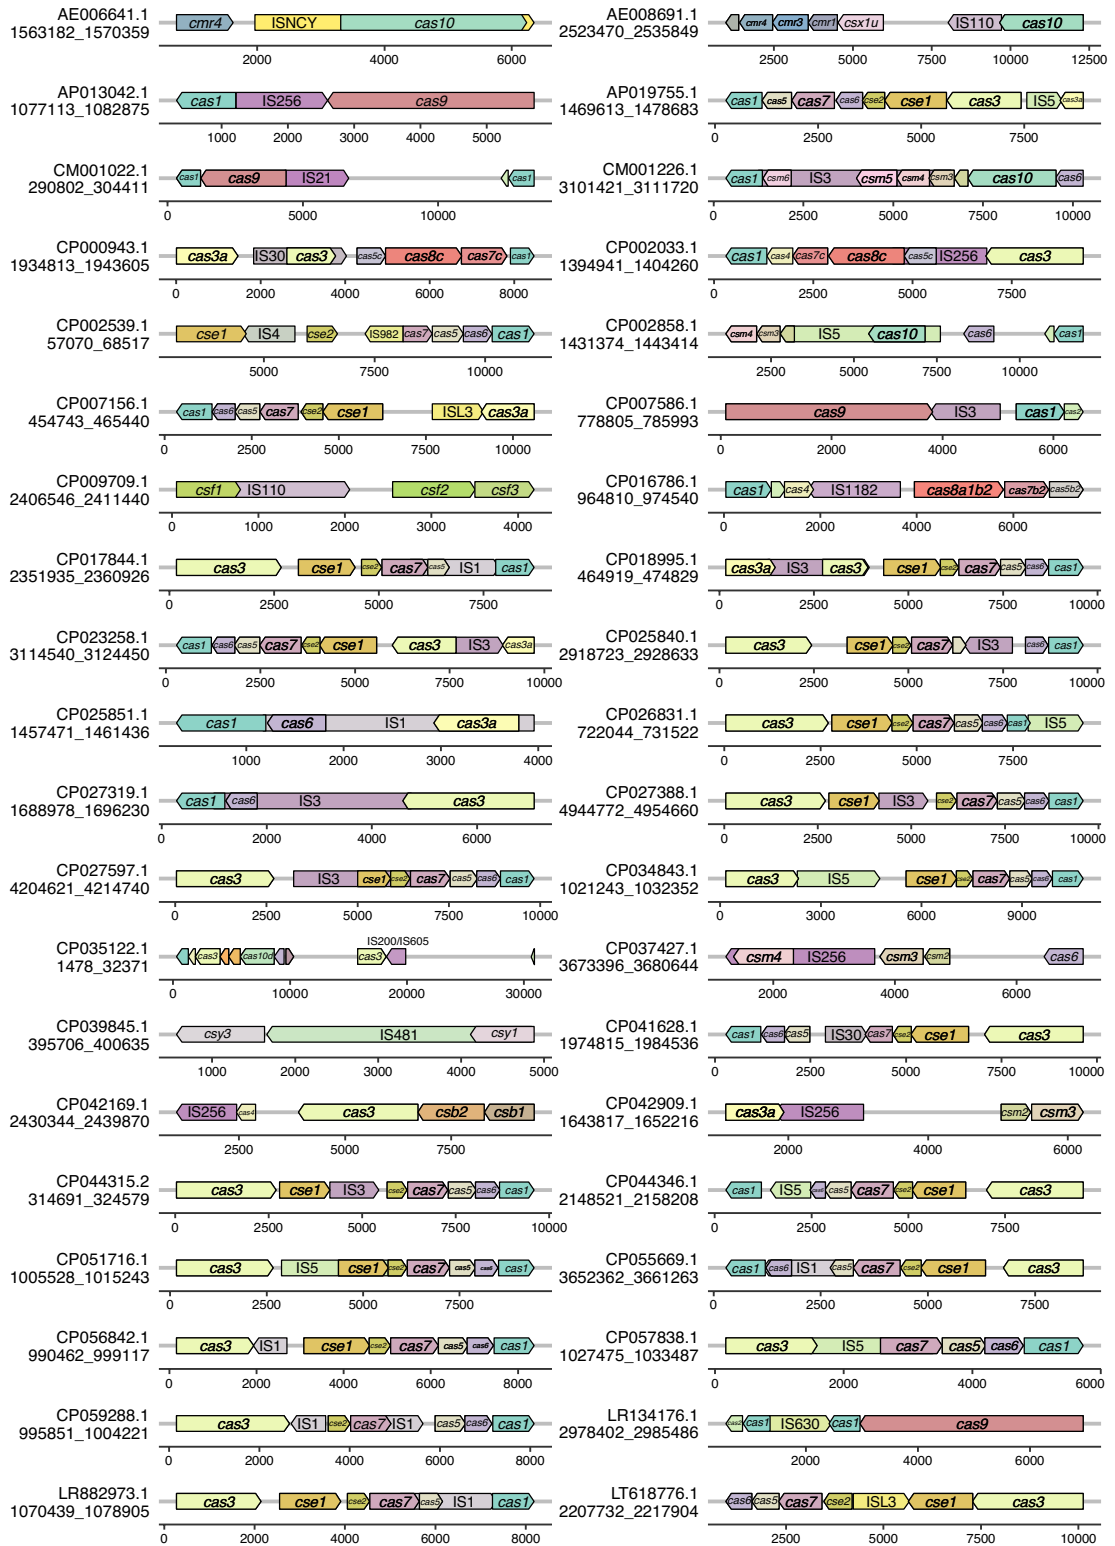 AE006641.1
1563182_1570359
cmr4 ISNCY cas10
2000 4000 6000
AE008691.1
2523470_2535849
cmr4 cmr3 cmr1 csx1u IS110 cas10
2500 5000 7500 10000 12500
AP013042.1
1077113_1082875
cas1 IS256 cas9
1000 2000 3000 4000 5000
AP019755.1
1469613_1478683
cas1 cas5 cas7 cas6 cse2 cse1 cas3 IS5 cas3a
0 2500 5000 7500
CM001022.1
290802_304411
cas1 cas9 IS21 cas1
0 5000 10000
CM001226.1
3101421_3111720
cas1 csm6 IS3 csm5 csm4 csm3 cas10 cas6
2500 5000 7500 10000
CP000943.1
1934813_1943605
cas3a IS30 cas3 cas5c cas8c cas7c cas1
0 2000 4000 6000 8000
CP002033.1
1394941_1404260
cas1 cas4 cas7c cas8c cas5c IS256 cas3
2500 5000 7500
CP002539.1
57070_68517
cse1 IS4 cse2 IS982 cas7 cas5 cas6 cas1
5000 7500 10000
CP002858.1
1431374_1443414
csm4 csm3 IS5 cas10 cas6 cas1
2500 5000 7500 10000
CP007156.1
454743_465440
cas1 cas6 cas5 cas7 cse2 cse1 ISL3 cas3a
0 2500 5000 7500 10000
CP007586.1
778805_785993
cas9 IS3 cas1 cas2
0 2000 4000 6000
CP009709.1
2406546_2411440
csf1 IS110 csf2 csf3
0 1000 2000 3000 4000
CP016786.1
964810_974540
cas1 cas4 IS1182 cas8a1b2 cas7b2 cas5b2
0 2000 4000 6000
CP017844.1
2351935_2360926
cas3 cse1 cse2 cas7 cas5 IS1 cas1
0 2500 5000 7500
CP018995.1
464919_474829
cas3a IS3 cas3 cse1 cse2 cas7 cas5 cas6 cas1
0 2500 5000 7500 10000
CP023258.1
3114540_3124450
cas1 cas6 cas5 cas7 cse2 cse1 cas3 IS3 cas3a
0 2500 5000 7500 10000
CP025840.1
2918723_2928633
cas3 cse1 cse2 cas7 IS3 cas6 cas1
0 2500 5000 7500 10000
CP025851.1
1457471_1461436
cas1 cas6 IS1 cas3a
1000 2000 3000 4000
CP026831.1
722044_731522
cas3 cse1 cse2 cas7 cas5 cas6 cas1 IS5
0 2500 5000 7500
CP027319.1
1688978_1696230
cas1 cas6 IS3 cas3
0 2000 4000 6000
CP027388.1
4944772_4954660
cas3 cse1 IS3 cse2 cas7 cas5 cas6 cas1
0 2500 5000 7500 10000
CP027597.1
4204621_4214740
cas3 IS3 cse1 cse2 cas7 cas5 cas6 cas1
0 2500 5000 7500 10000
CP034843.1
1021243_1032352
cas3 IS5 cse1 cse2 cas7 cas5 cas6 cas1
0 3000 6000 9000
CP035122.1
1478_32371
cas3 cas10d cas3 IS200/IS605
0 10000 20000 30000
CP037427.1
3673396_3680644
csm4 IS256 csm3 csm2 cas6
2000 4000 6000
CP039845.1
395706_400635
csy3 IS481 csy1
1000 2000 3000 4000 5000
CP041628.1
1974815_1984536
cas1 cas6 cas5 IS30 cas7 cse2 cse1 cas3
0 2500 5000 7500 10000
CP042169.1
2430344_2439870
IS256 cas4 cas3 csb2 csb1
2500 5000 7500
CP042909.1
1643817_1652216
cas3a IS256 csm2 csm3
2000 4000 6000
CP044315.2
314691_324579
cas3 cse1 IS3 cse2 cas7 cas5 cas6 cas1
0 2500 5000 7500 10000
CP044346.1
2148521_2158208
cas1 IS5 cas6 cas5 cas7 cse2 cse1 cas3
0 2500 5000 7500
CP051716.1
1005528_1015243
cas3 IS5 cse1 cse2 cas7 cas5 cas6 cas1
0 2500 5000 7500
CP055669.1
3652362_3661263
cas1 cas6 IS1 cas5 cas7 cse2 cse1 cas3
0 2500 5000 7500
CP056842.1
990462_999117
cas3 IS1 cse1 cse2 cas7 cas5 cas6 cas1
0 2000 4000 6000 8000
CP057838.1
1027475_1033487
cas3 IS5 cas7 cas5 cas6 cas1
0 2000 4000 6000
CP059288.1
995851_1004221
cas3 IS1 cse2 cas7 IS1 cas5 cas6 cas1
0 2000 4000 6000 8000
LR134176.1
2978402_2985486
cas2 cas1 IS630 cas1 cas9
2000 4000 6000
LR882973.1
1070439_1078905
cas3 cse1 cse2 cas7 cas5 IS1 cas1
0 2000 4000 6000 8000
LT618776.1
2207732_2217904
cas6 cas5 cas7 cse2 ISL3 cse1 cas3
2500 5000 7500 10000